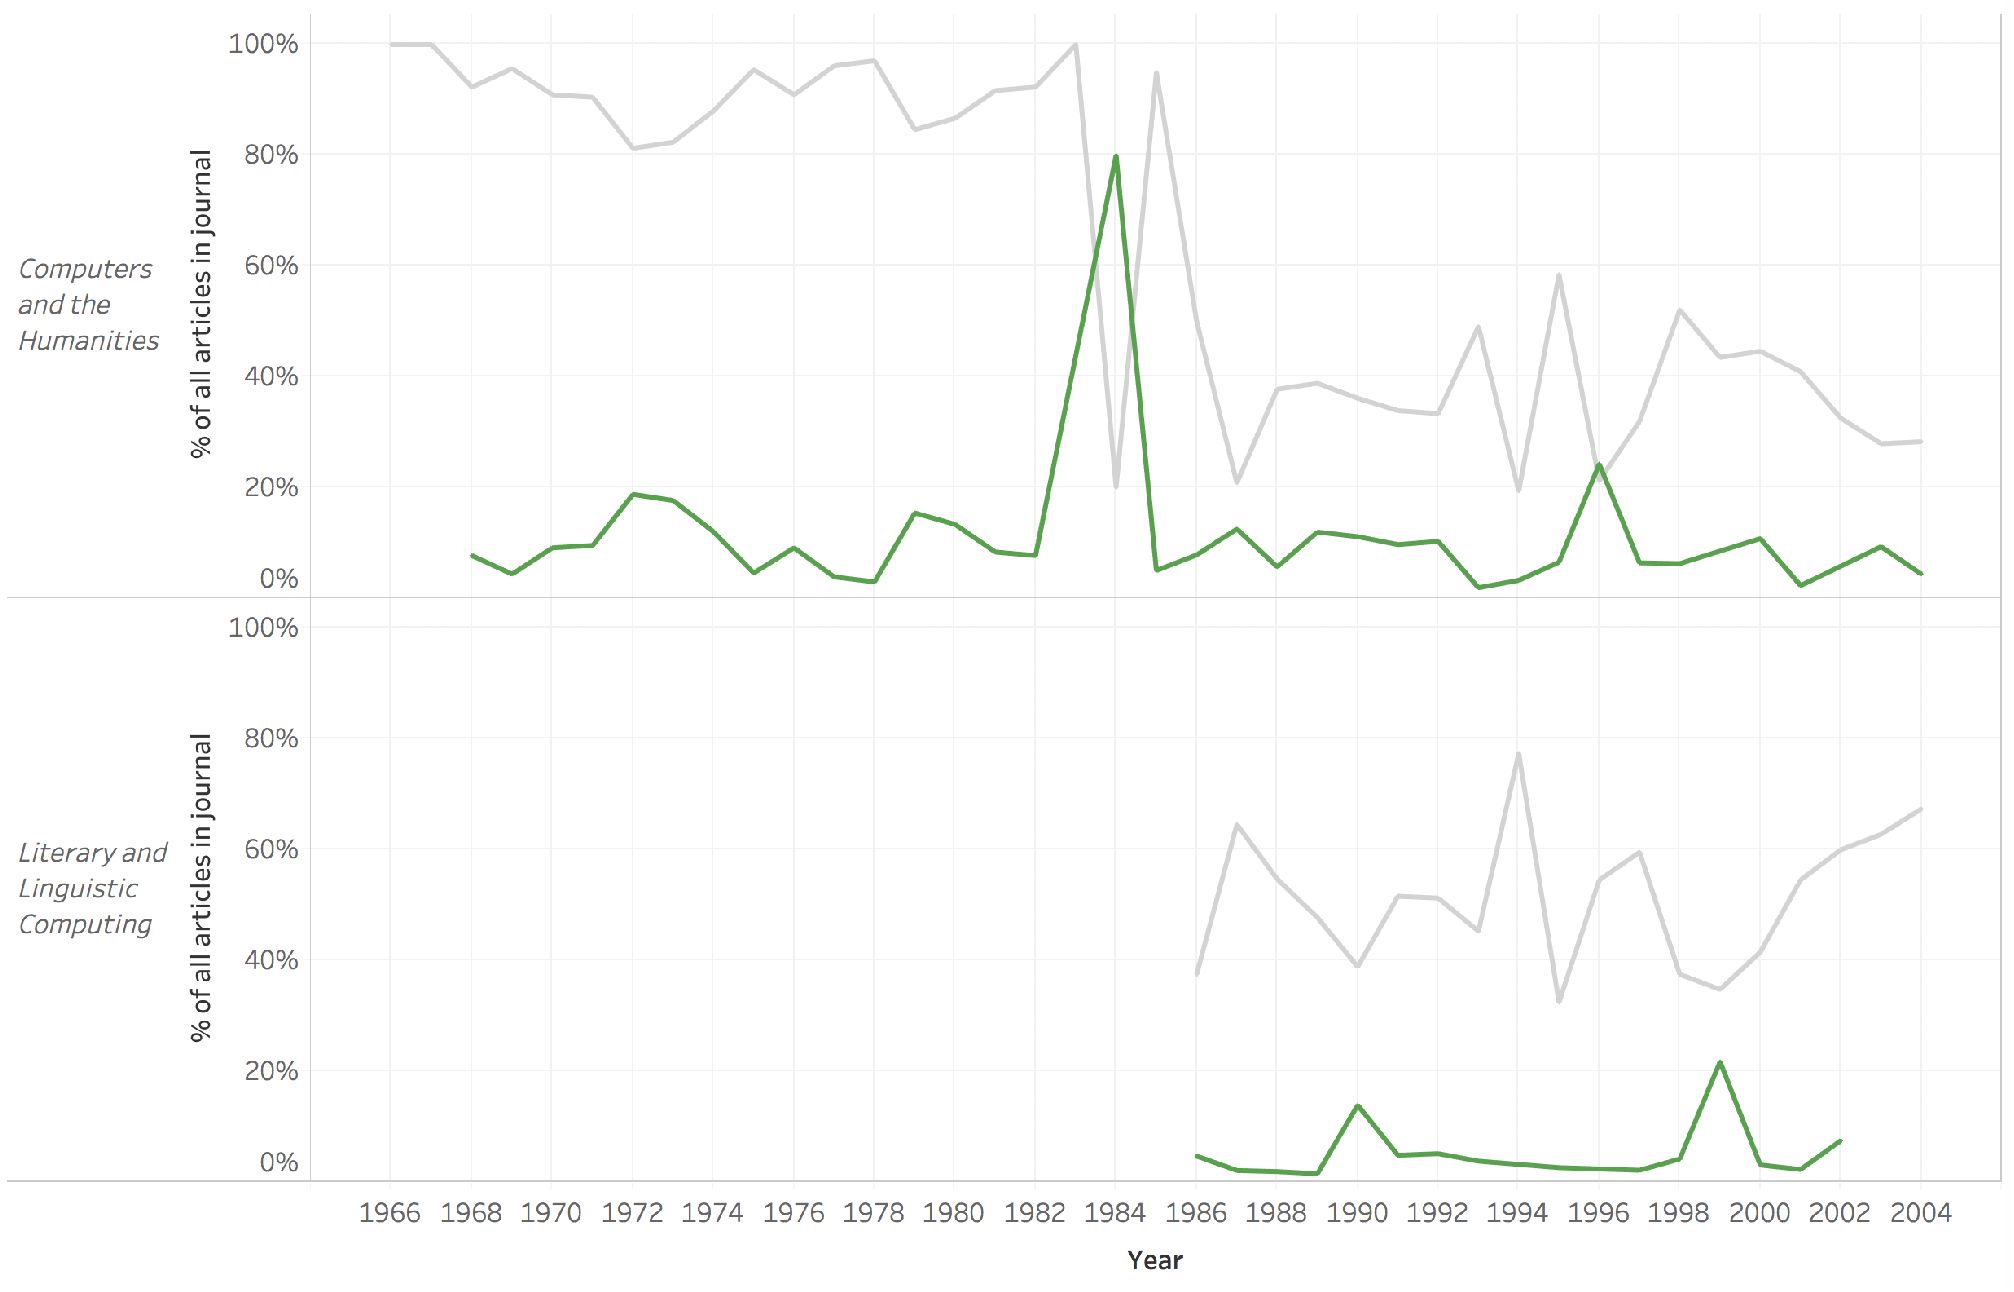 Computers
and the
Humanities
% of all articles in journal
100%
80%
60%
40%
20%
0%
Literary and
Linguistic
Computing
% of all articles in journal
100%
80%
60%
40%
20%
0%
1966 1968 1970 1972 1974 1976 1978 1980 1982 1984 1986 1988 1990 1992 1994 1996 1998 2000 2002 2004
Year